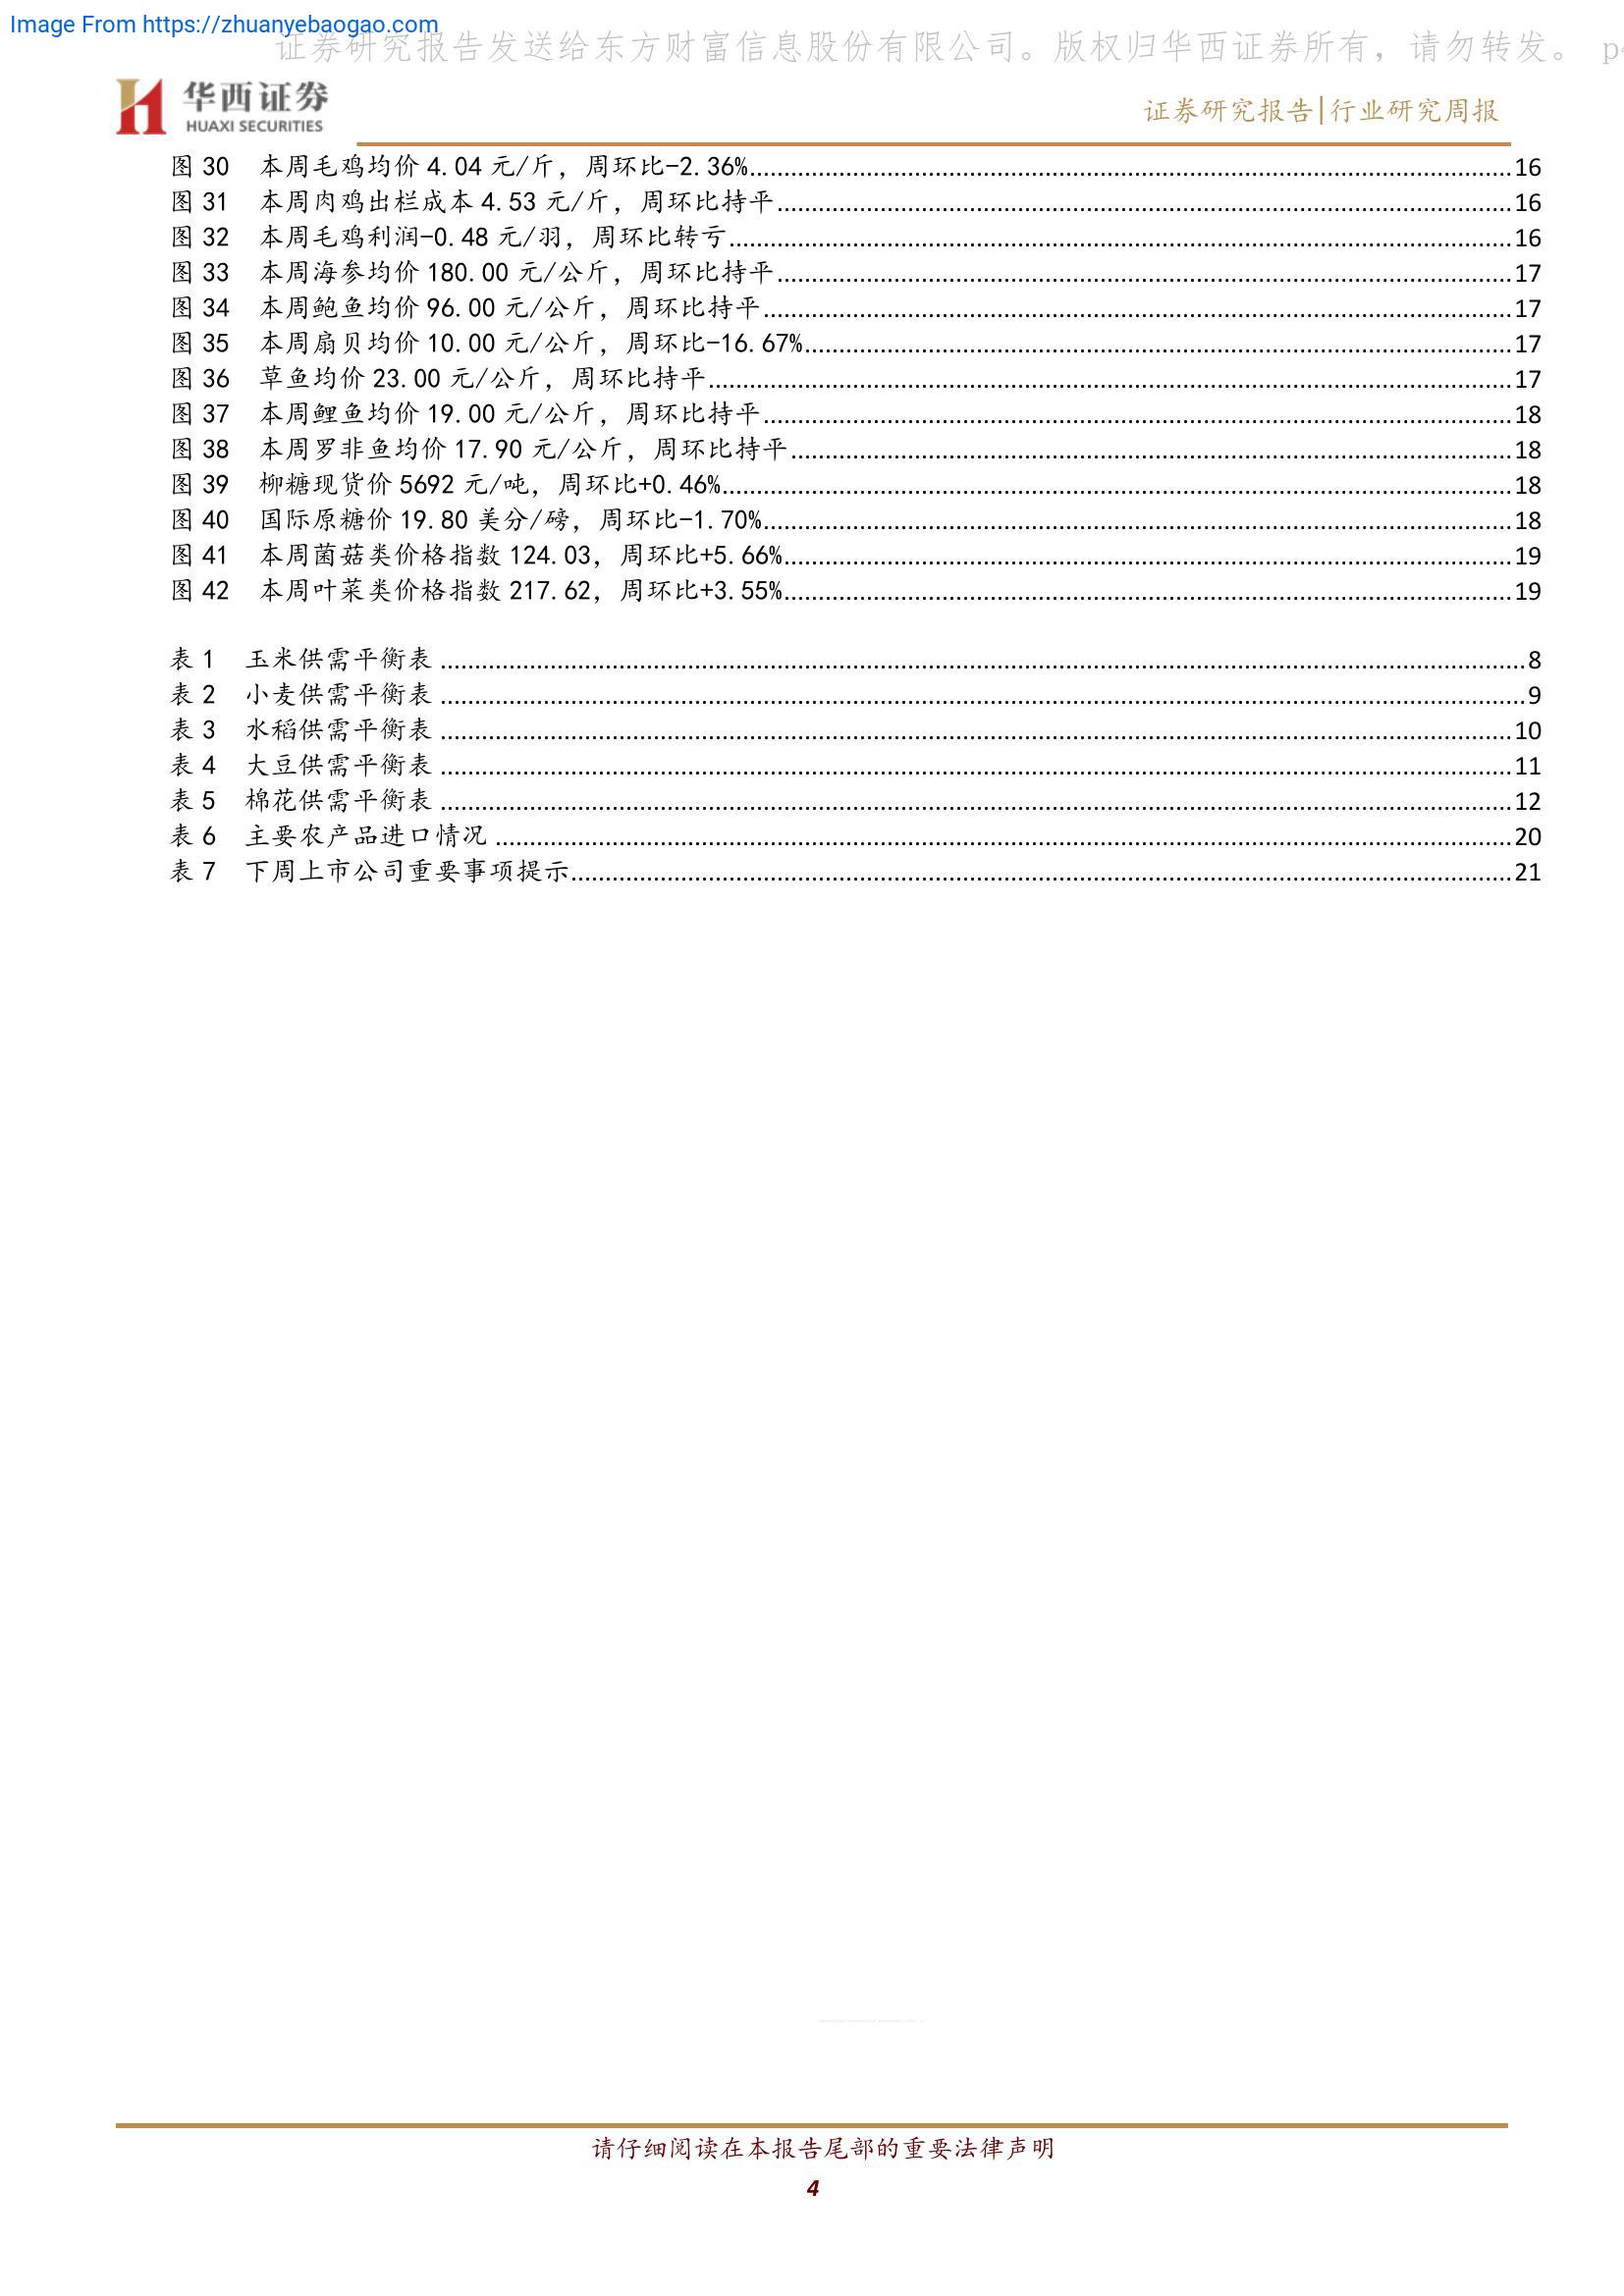 Image From https://zhuanyebaogao.com
证券研究报告发送给东方财富信息股份有限公司。版权归华西证券所有，请勿转发。 p4
华西证券
HUAXI SECURITIES
证券研究报告|行业研究周报
图 30 本周毛鸡均价 4.04 元/斤，周环比-2.36%....................16
图 31 本周肉鸡出栏成本 4.53 元/斤，周环比持平....................16
图 32 本周毛鸡利润-0.48 元/羽，周环比转亏....................16
图 33 本周海参均价 180.00 元/公斤，周环比持平....................17
图 34 本周鲍鱼均价 96.00 元/公斤，周环比持平....................17
图 35 本周扇贝均价 10.00 元/公斤，周环比-16.67%....................17
图 36 草鱼均价 23.00 元/公斤，周环比持平....................17
图 37 本周鲤鱼均价 19.00 元/公斤，周环比持平....................18
图 38 本周罗非鱼均价 17.90 元/公斤，周环比持平....................18
图 39 柳糖现货价 5692 元/吨，周环比+0.46%....................18
图 40 国际原糖价 19.80 美分/磅，周环比-1.70%....................18
图 41 本周菌菇类价格指数 124.03，周环比+5.66%....................19
图 42 本周叶菜类价格指数 217.62，周环比+3.55%....................19
表 1 玉米供需平衡表....................8
表 2 小麦供需平衡表....................9
表 3 水稻供需平衡表....................10
表 4 大豆供需平衡表....................11
表 5 棉花供需平衡表....................12
表 6 主要农产品进口情况....................20
表 7 下周上市公司重要事项提示....................21
请仔细阅读在本报告尾部的重要法律声明
4